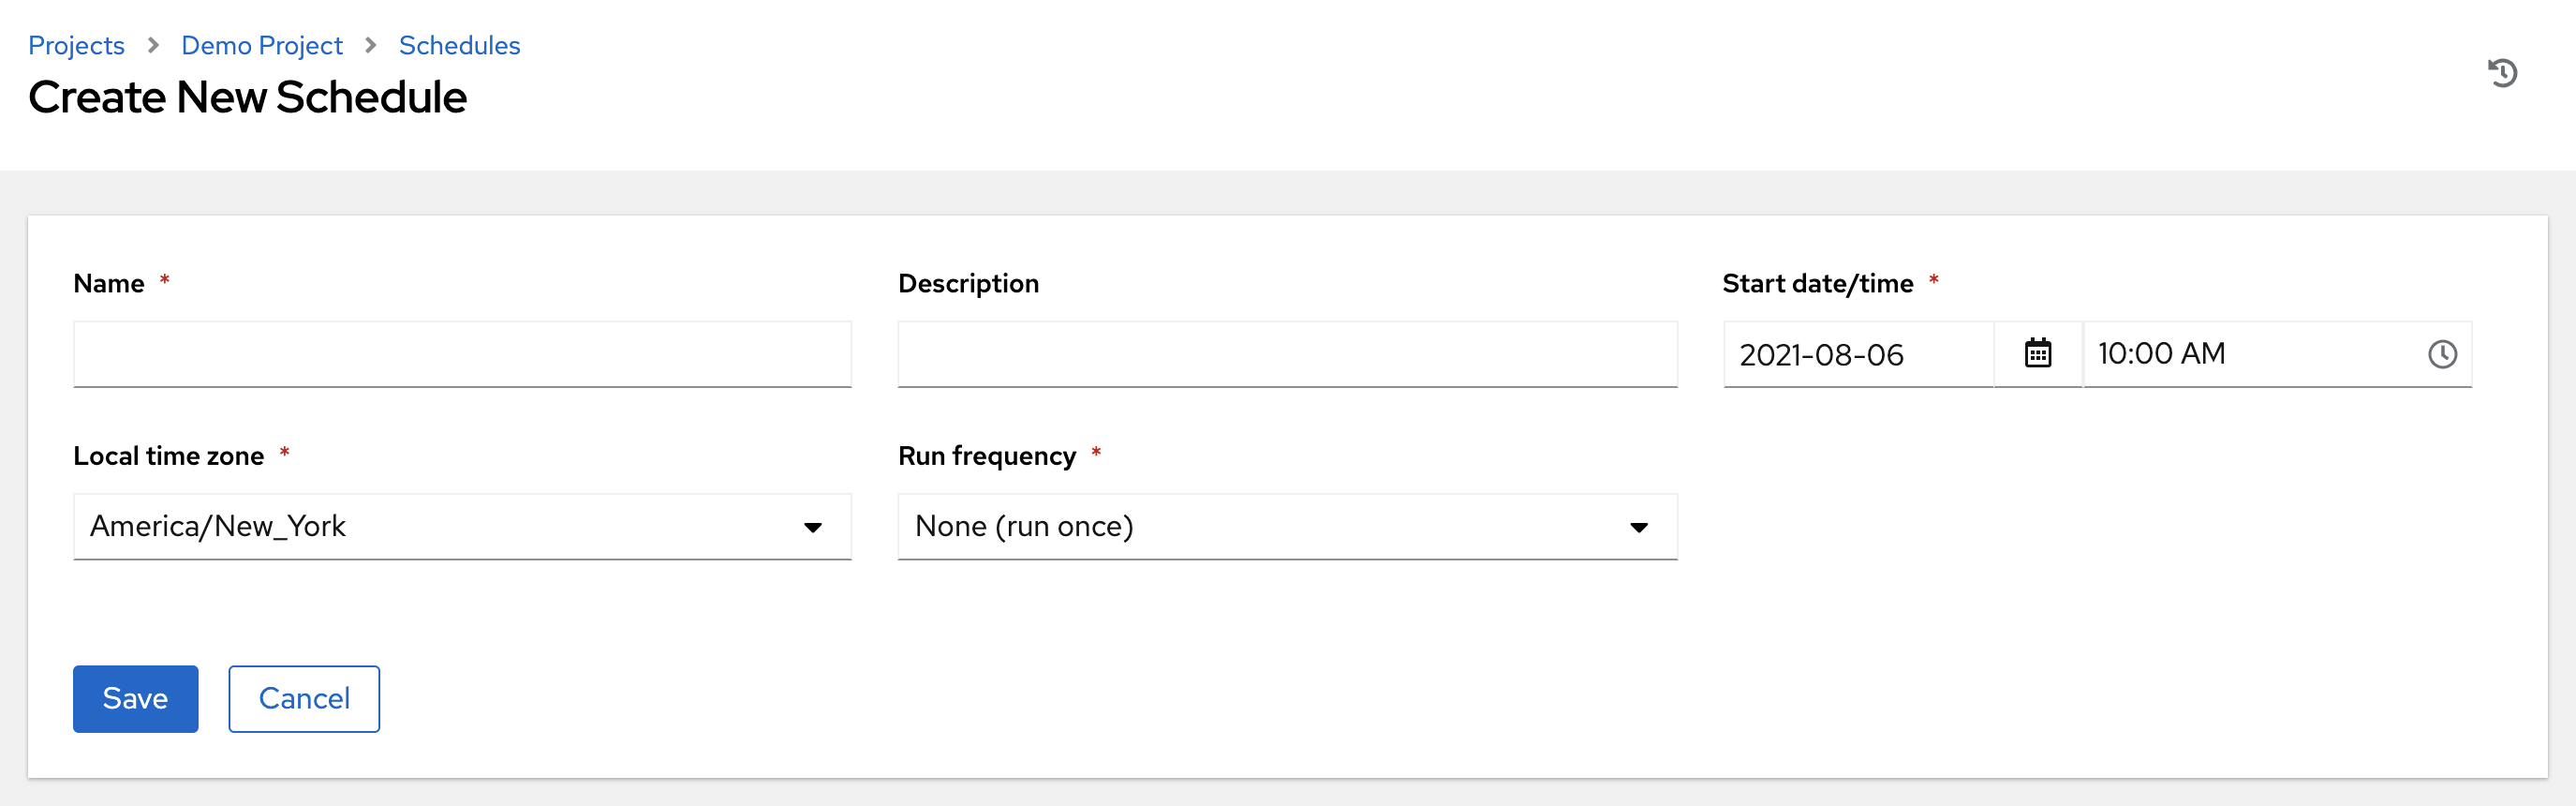 Projects > Demo Project > Schedules
Create New Schedule
Name *
Description
Start date/time *
2021-08-06
10:00 AM
Local time zone *
Run frequency *
America/New_York
None (run once)
Save
Cancel